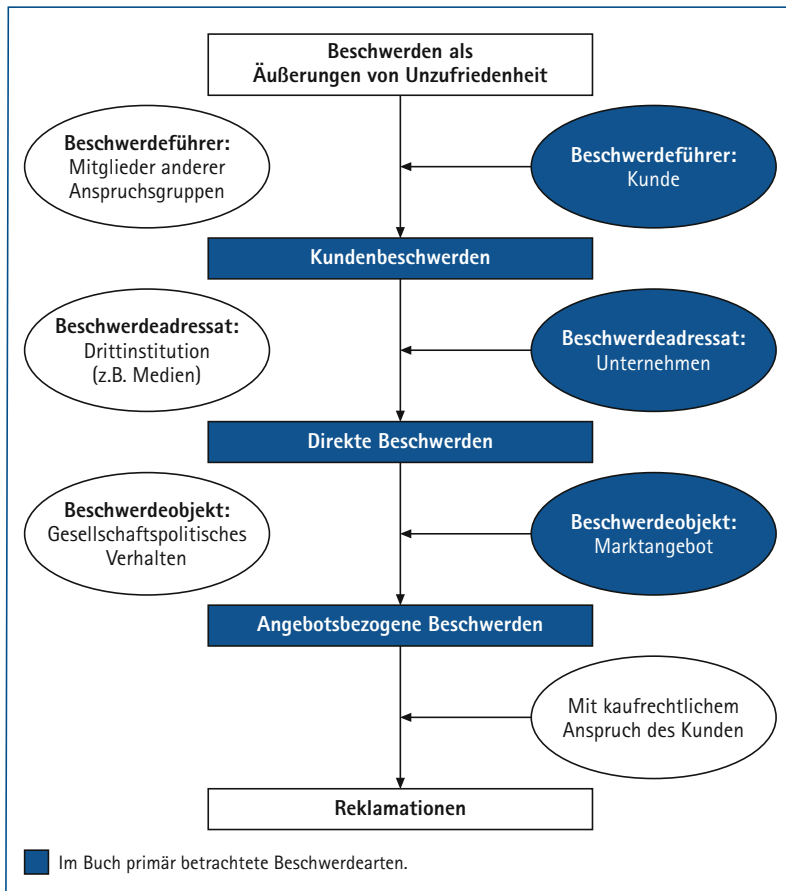 Beschwerden als
Äußerungen von Unzufriedenheit
Beschwerdeführer:
Mitglieder anderer
Anspruchsgruppen
Beschwerdeführer:
Kunde
Kundenbeschwerden
Beschwerdeadressat:
Drittinstitution
(z.B. Medien)
Beschwerdeadressat:
Unternehmen
Direkte Beschwerden
Beschwerdeobjekt:
Gesellschaftspolitisches
Verhalten
Beschwerdeobjekt:
Marktangebot
Angebotsbezogene Beschwerden
Mit kaufrechtlichem
Anspruch des Kunden
Reklamationen
Im Buch primär betrachtete Beschwerdearten.